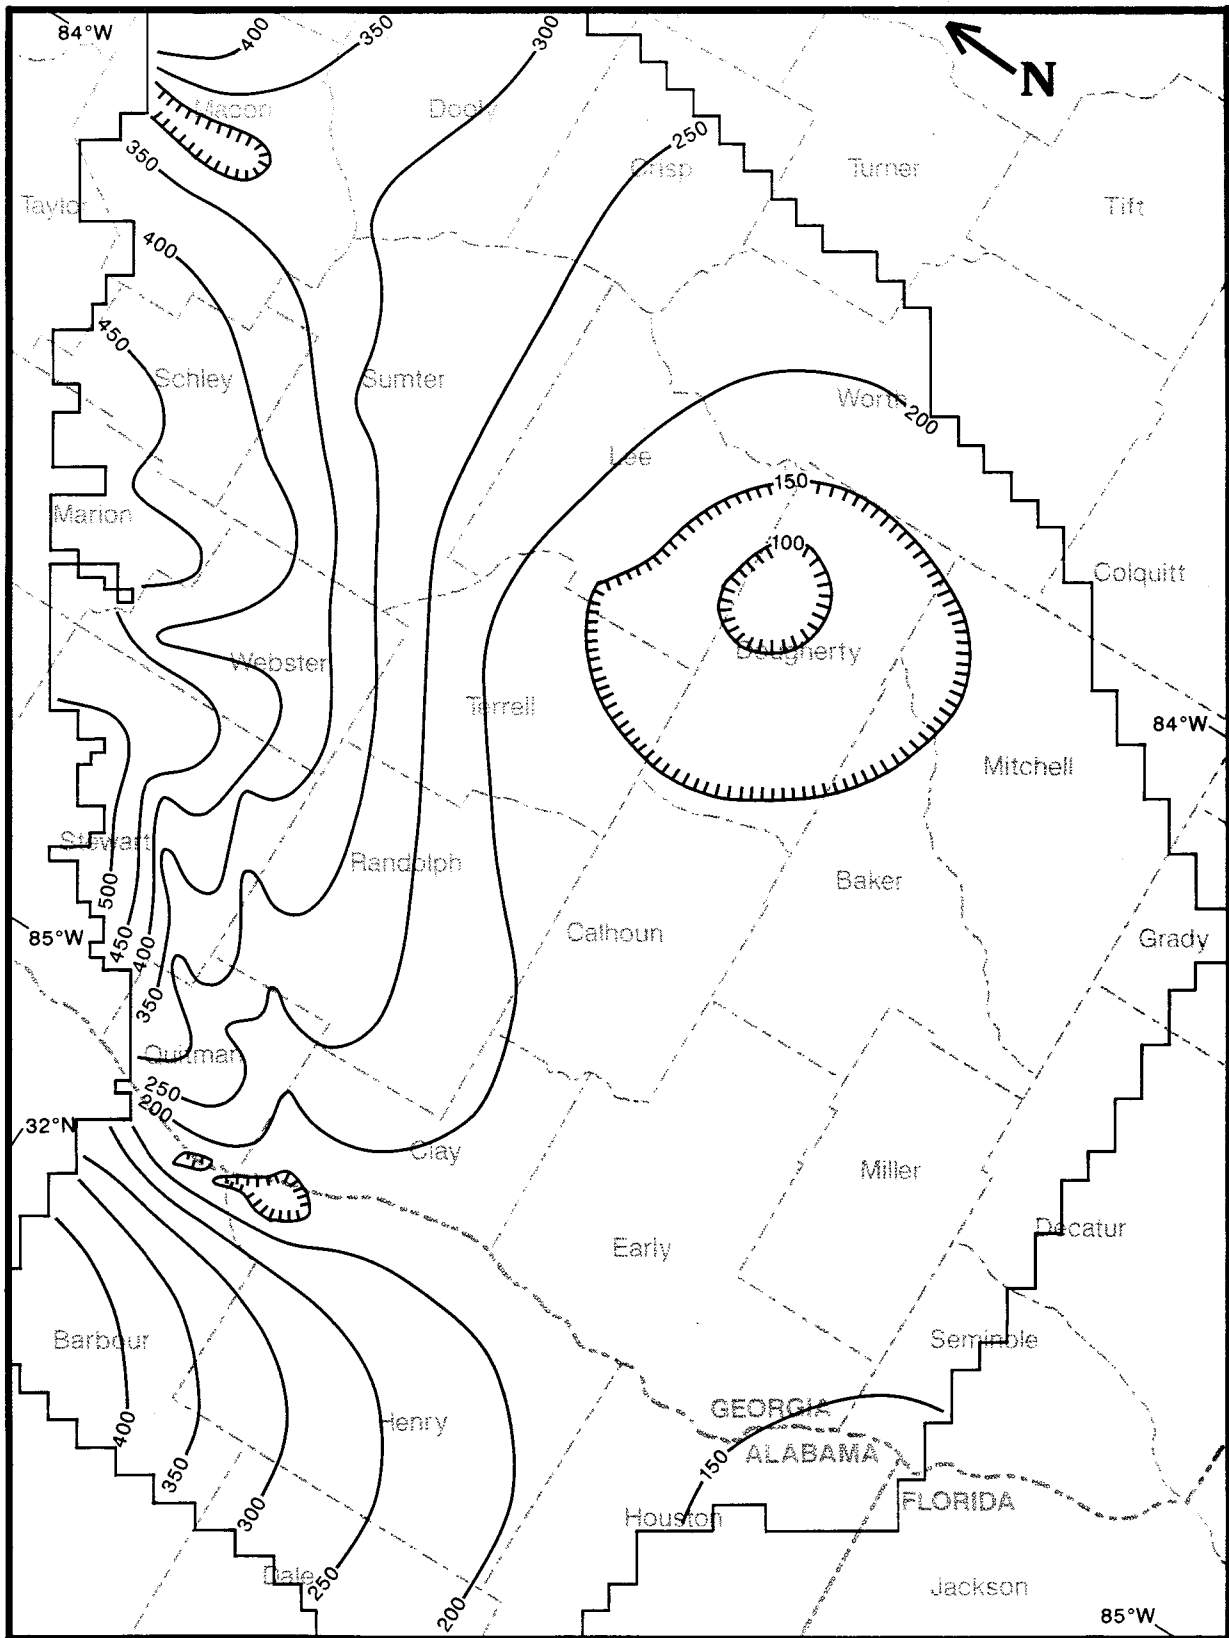 84°W
400
350
300
N
Macon
Dooly
250
350
Crisp
Turner
Taylor
Tift
400
450
Schley
Sumter
Worth
200
Lee
150
Marion
100
Colquitt
Webster
Dougherty
Terrell
84°W
Mitchell
Stewart
Randolph
500
Baker
85°W
450
400
Calhoun
Grady
350
Quitman
250
200
32°N
Clay
Miller
Decatur
Early
Barbour
Seminole
GEORGIA
400
Henry
ALABAMA
150
350
FLORIDA
300
Houston
Dale
250
Jackson
200
85°W